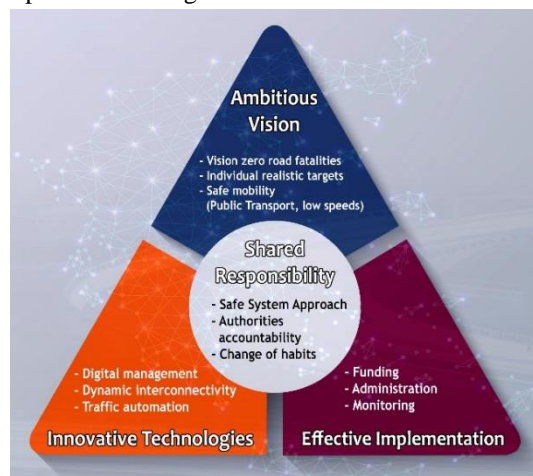 Ambitious
Vision
- Vision zero road fatalities
- Individual realistic targets
- Safe mobility
(Public Transport, low speeds)
Shared
Responsibility
- Safe System Approach
- Authorities
accountability
- Change of habits
- Digital management
- Dynamic interconnectivity
- Traffic automation
Innovative Technologies
- Funding
- Administration
- Monitoring
Effective Implementation